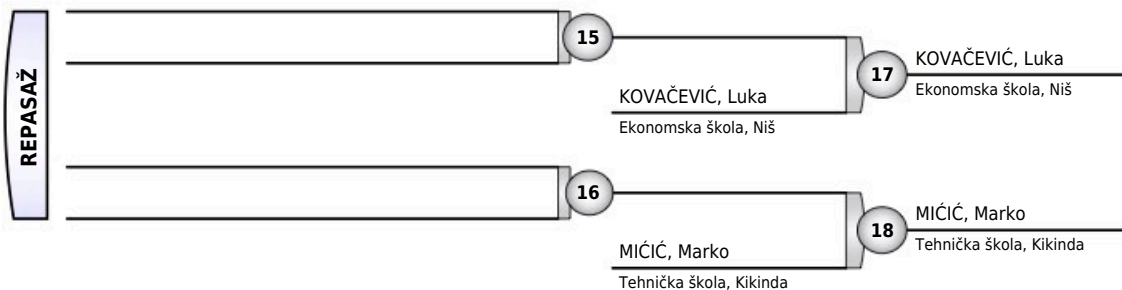 REPASAŽ
15
KOVAČEVIĆ, Luka
Ekonomska škola, Niš
17
KOVAČEVIĆ, Luka
Ekonomska škola, Niš
16
MIĆIĆ, Marko
Tehnička škola, Kikinda
18
MIĆIĆ, Marko
Tehnička škola, Kikinda